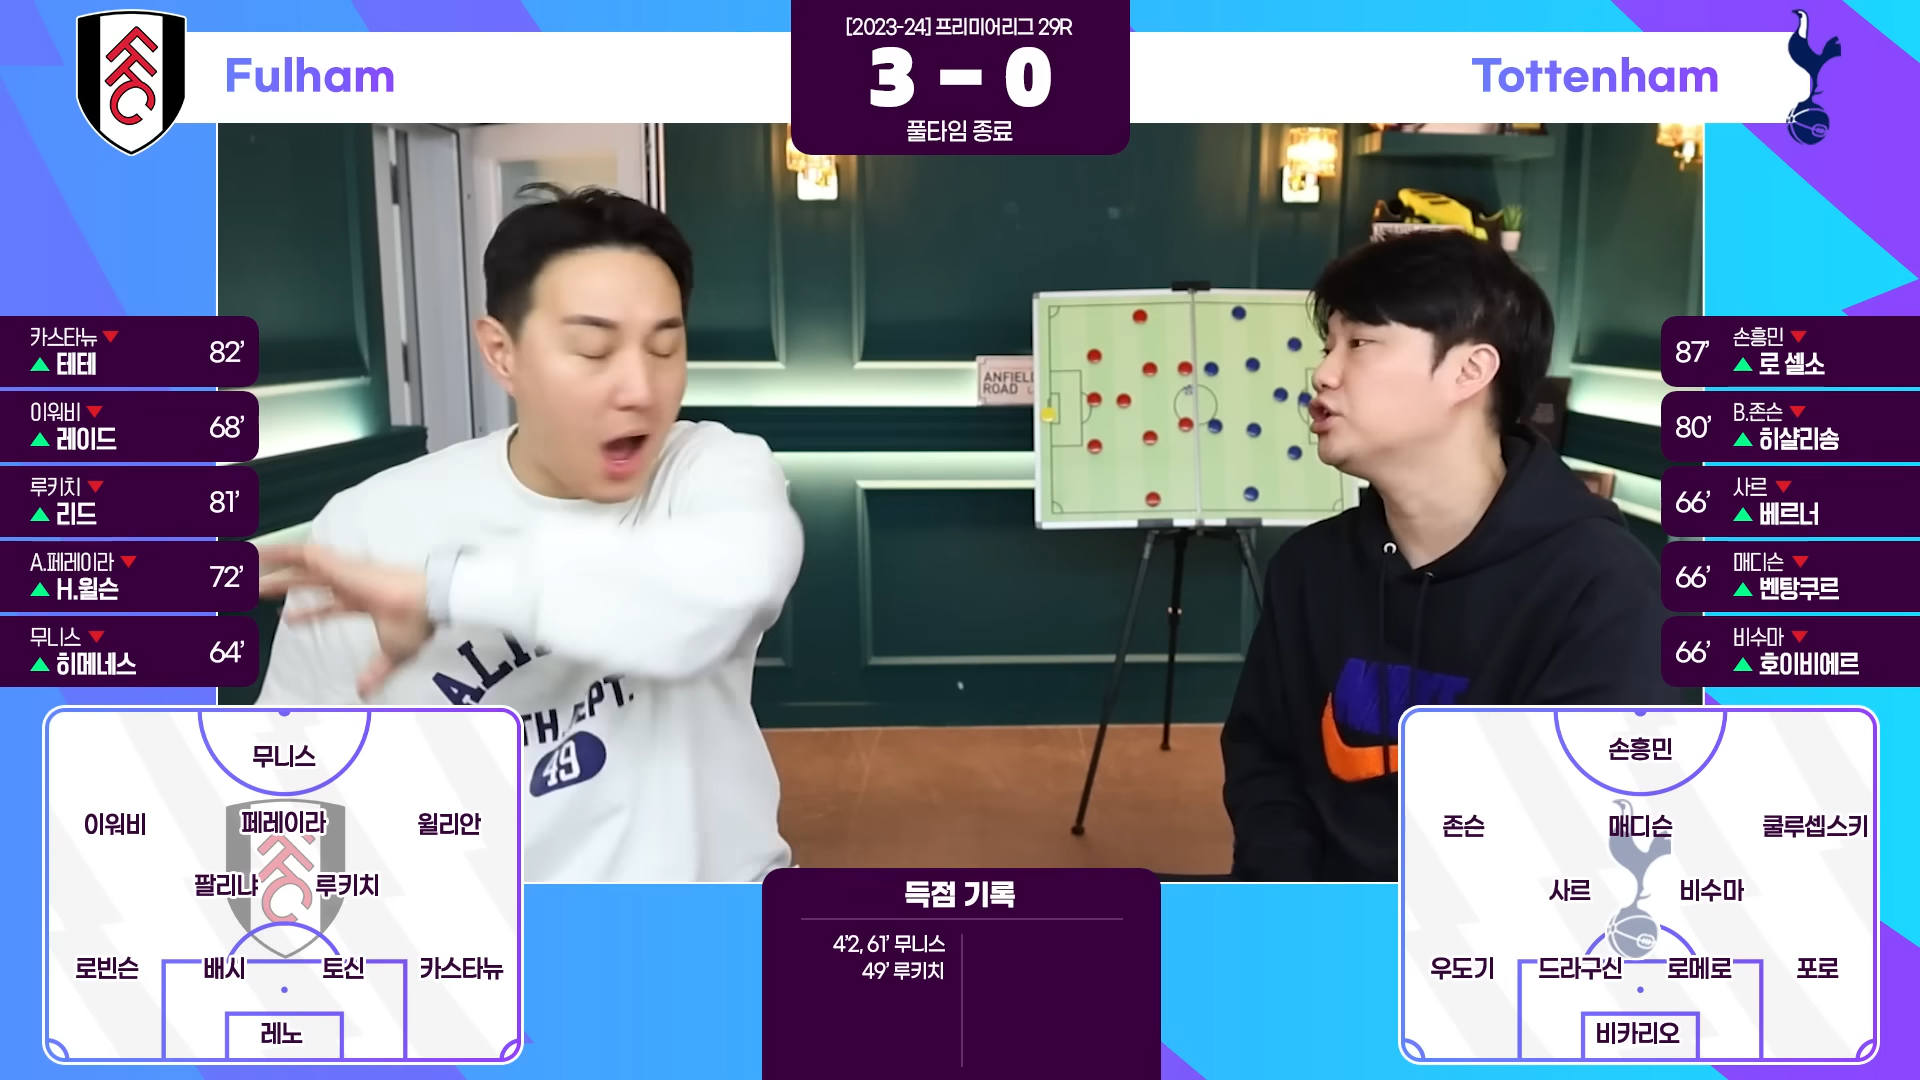 Fulham
[2023-24] 프리미어리그 29R
3 - 0
풀타임 종료
Tottenham
카스타뉴
테테
82’
이워비
레이드
68’
루키치
리드
81’
A.페레이라
H.윌슨
72’
무니스
히메네스
64’
ANFIELD
ROAD
49
87’
손흥민
로 셀소
80’
B.존슨
히샬리송
66’
사르
베르너
66’
매디슨
벤탕쿠르
66’
비수마
호이비에르
무니스
이워비 페레이라 윌리안
팔리냐 루키치
로빈슨 배시 토신 카스타뉴
레노
득점 기록
4’2, 61’ 무니스
49’ 루키치
손흥민
존슨 매디슨 쿨루셉스키
사르 비수마
우도기 드라구신 로메로 포로
비카리오